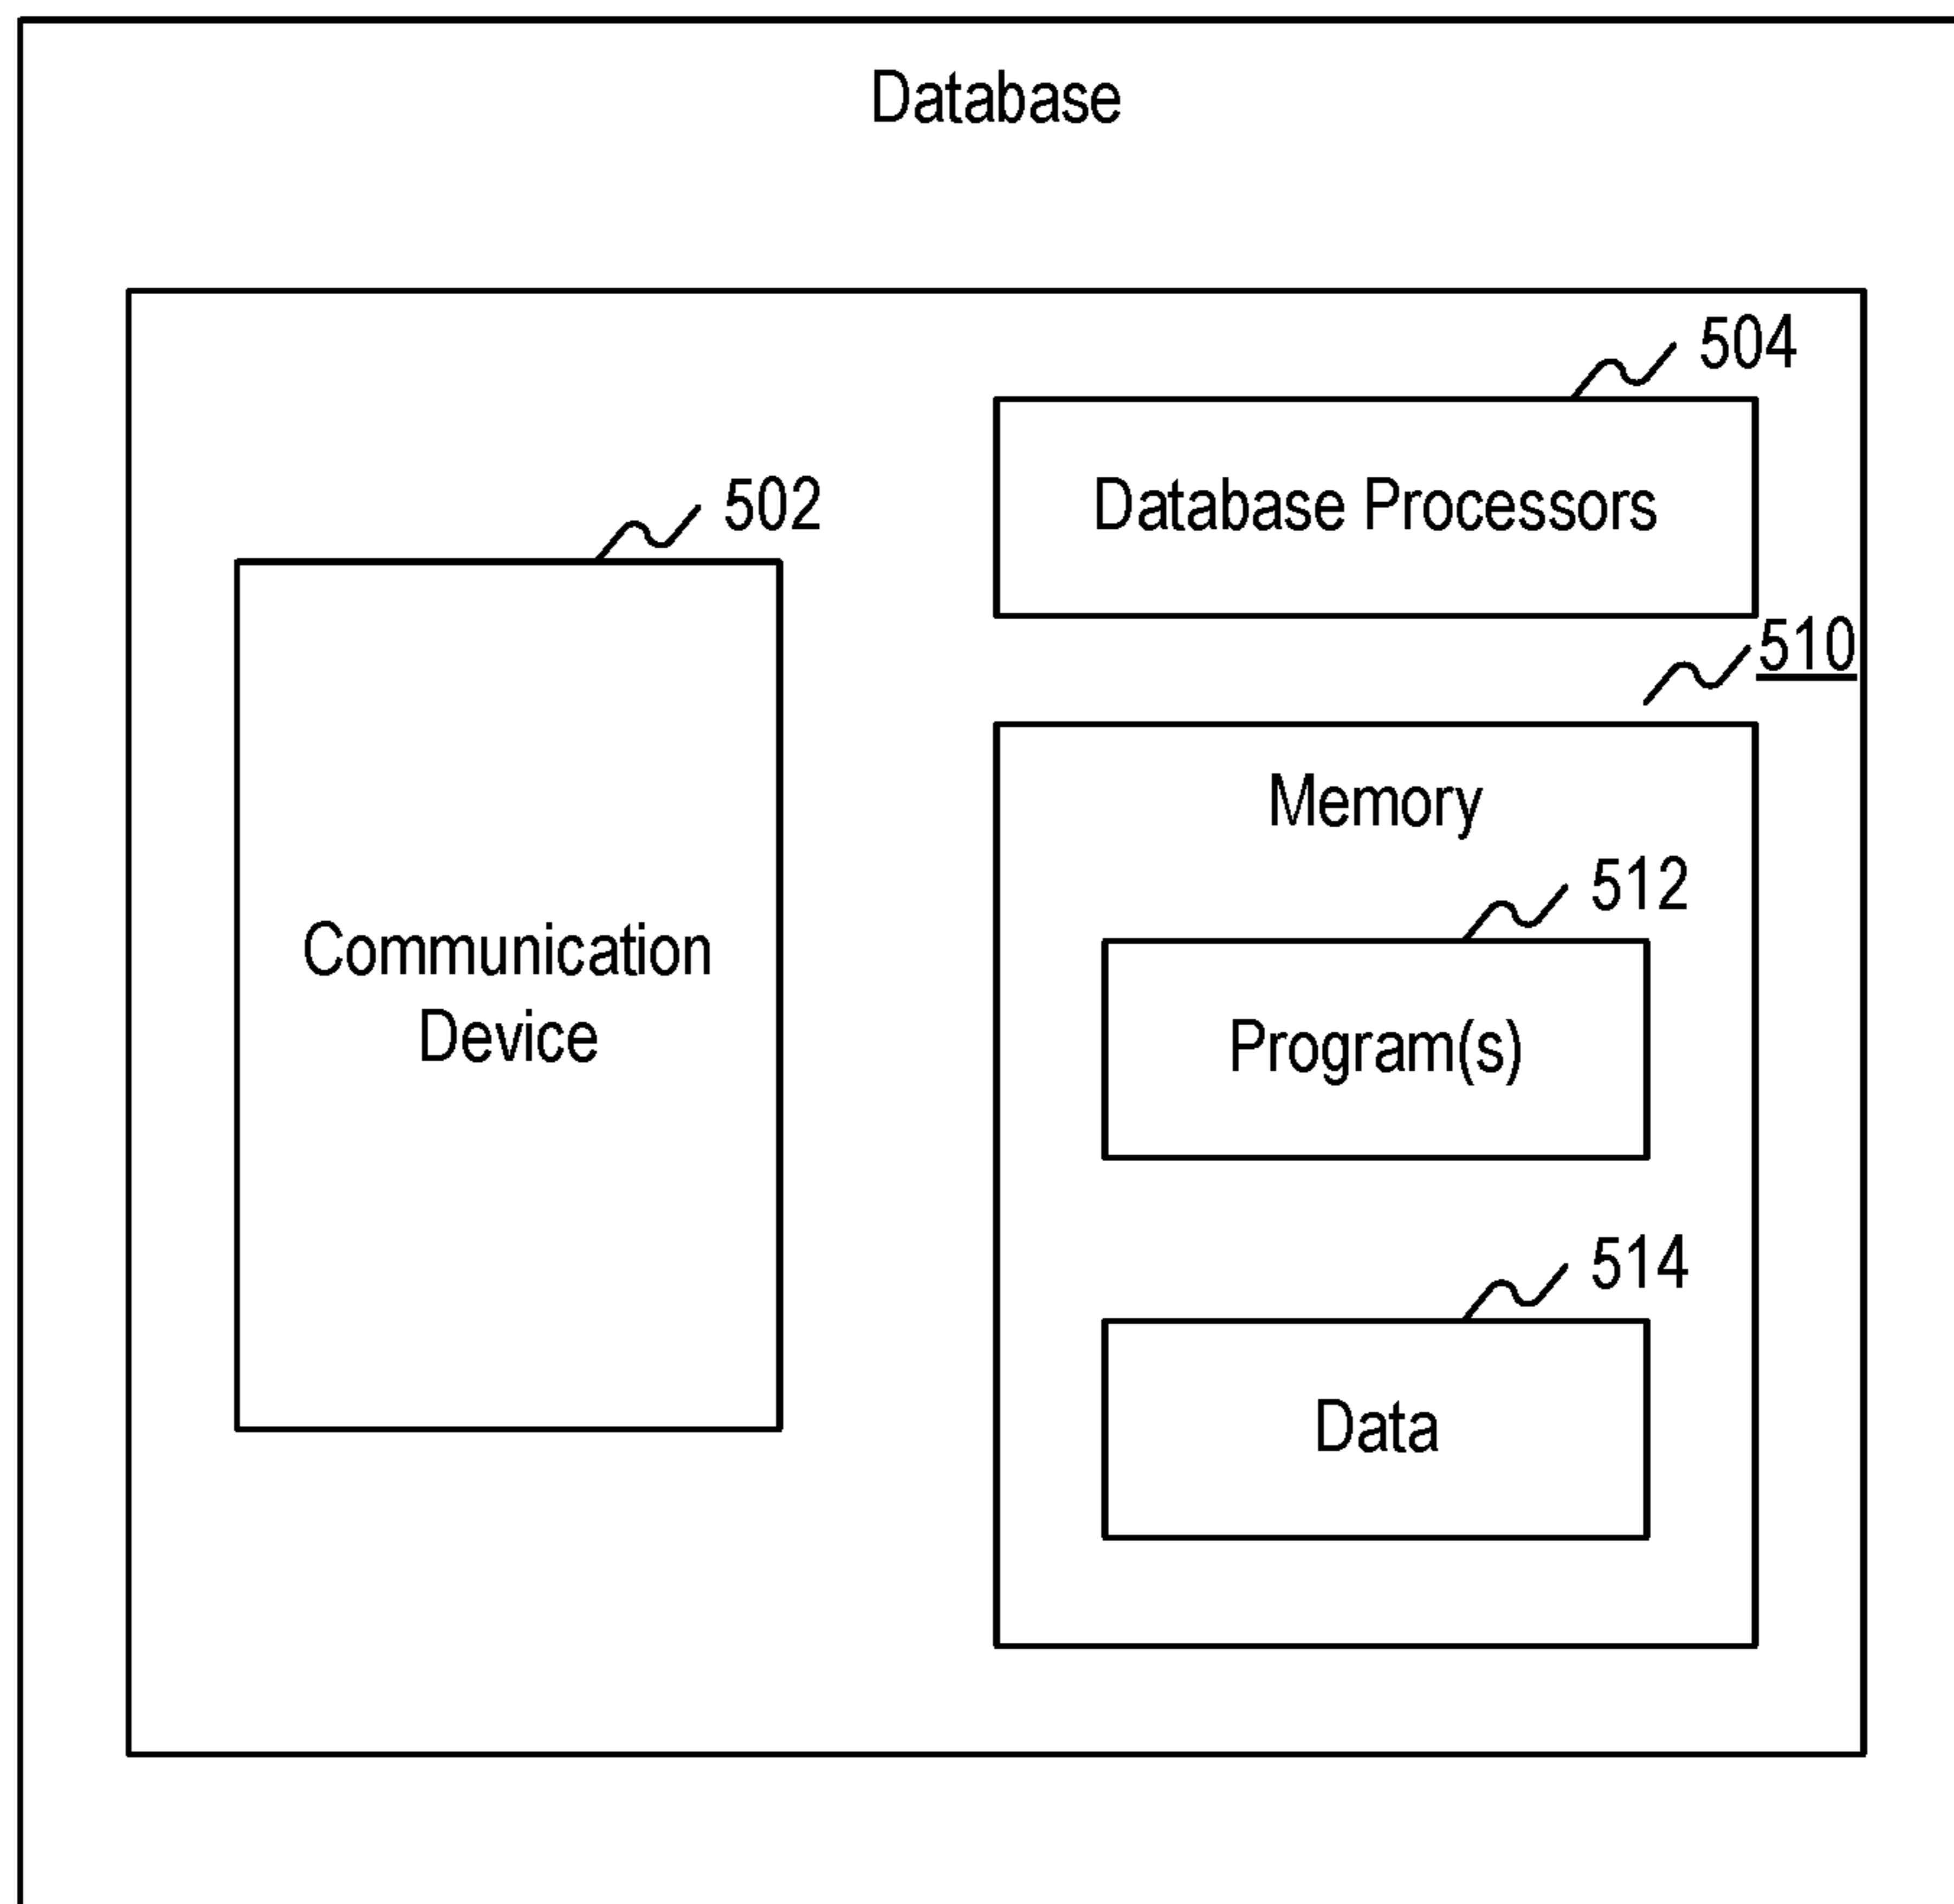 Database
504
Database Processors
502
510
Memory
512
Communication
Device
Program(s)
514
Data